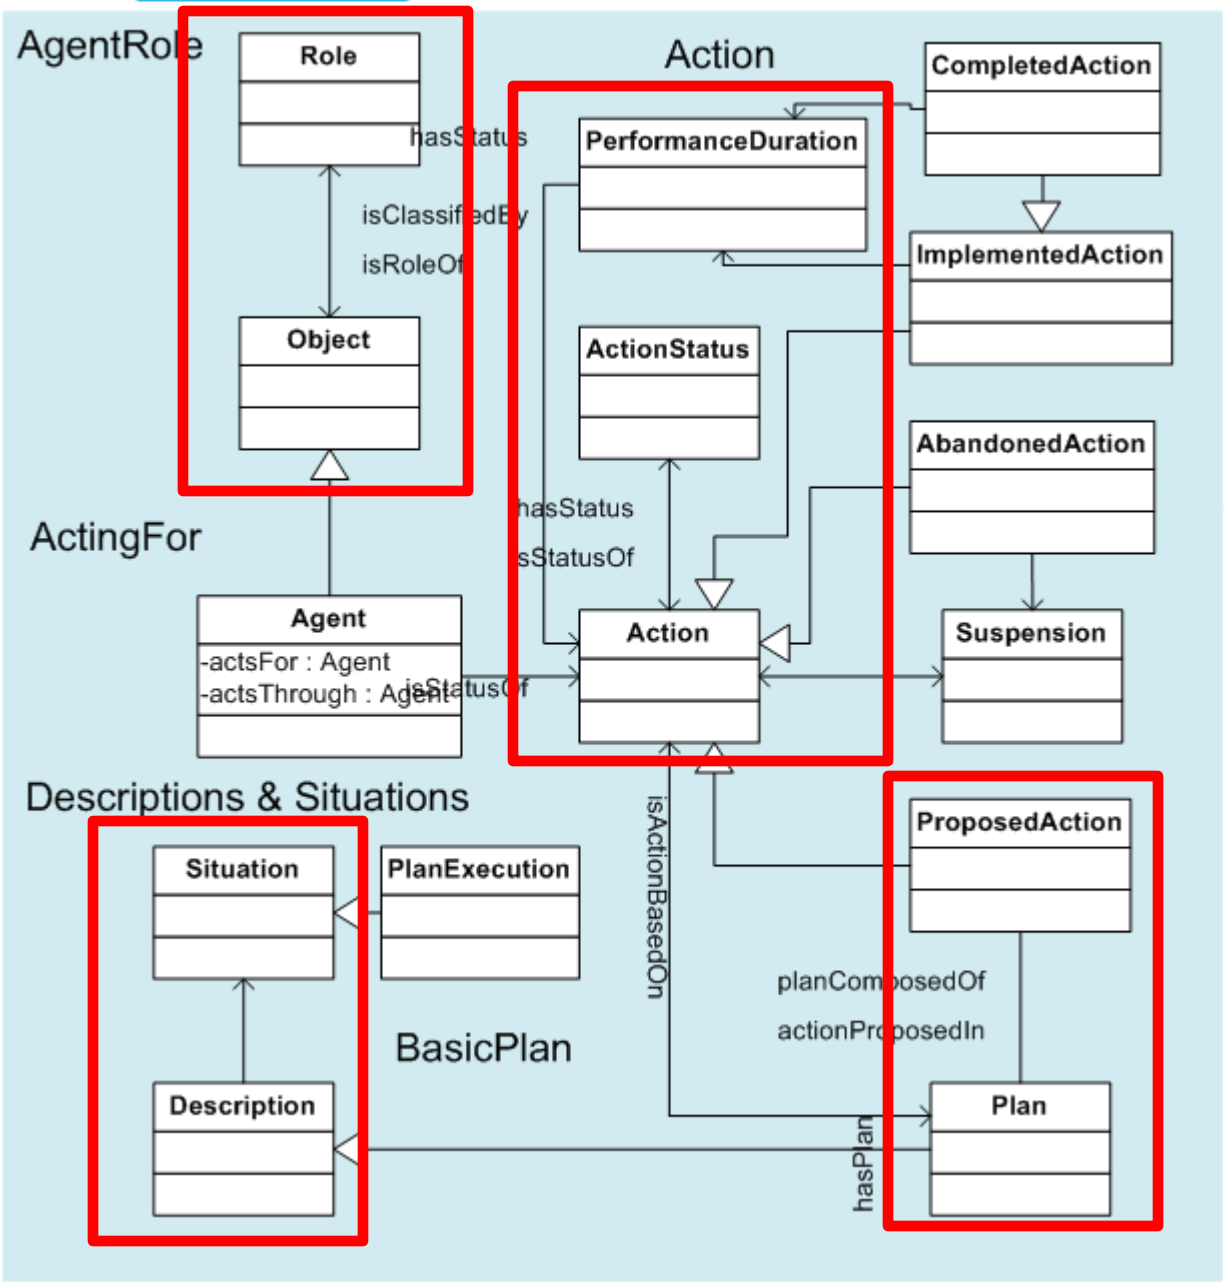 AgentRole
Role
hasStatus
isClassifiedBy
isRoleOf
Object
Action
PerformanceDuration
CompletedAction
ImplementedAction
ActionStatus
AbandonedAction
hasStatus
isStatusOf
ActingFor
Agent
-actsFor : Agent
-actsThrough : Agent
isStatusOf
Action
Suspension
Descriptions & Situations
Situation
PlanExecution
isActionBasedOn
ProposedAction
planComposedOf
actionProposedIn
BasicPlan
Description
Plan
hasPlan